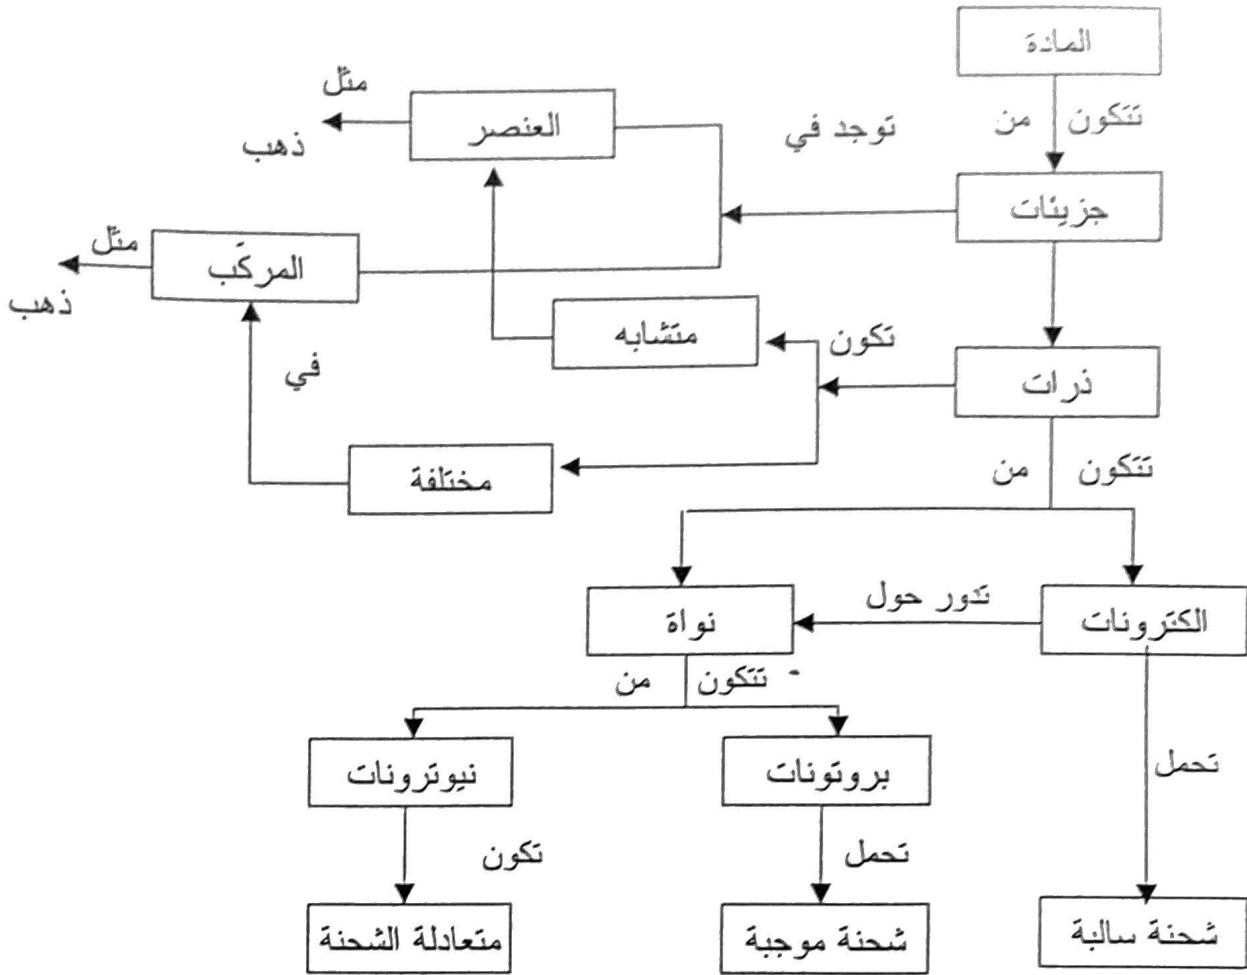 المادة
تتكون من
جزيئات
توجد في
العنصر
مثل
ذهب
المركّب
مثل
ذهب
ذرات
تكون
متشابه
مختلفة
في
تتكون من
الكترونات
تدور حول
نواة
تتكون من
بروتونات
نيوترونات
تحمل
تحمل
تكون
شحنة سالبة
شحنة موجبة
متعادلة الشحنة